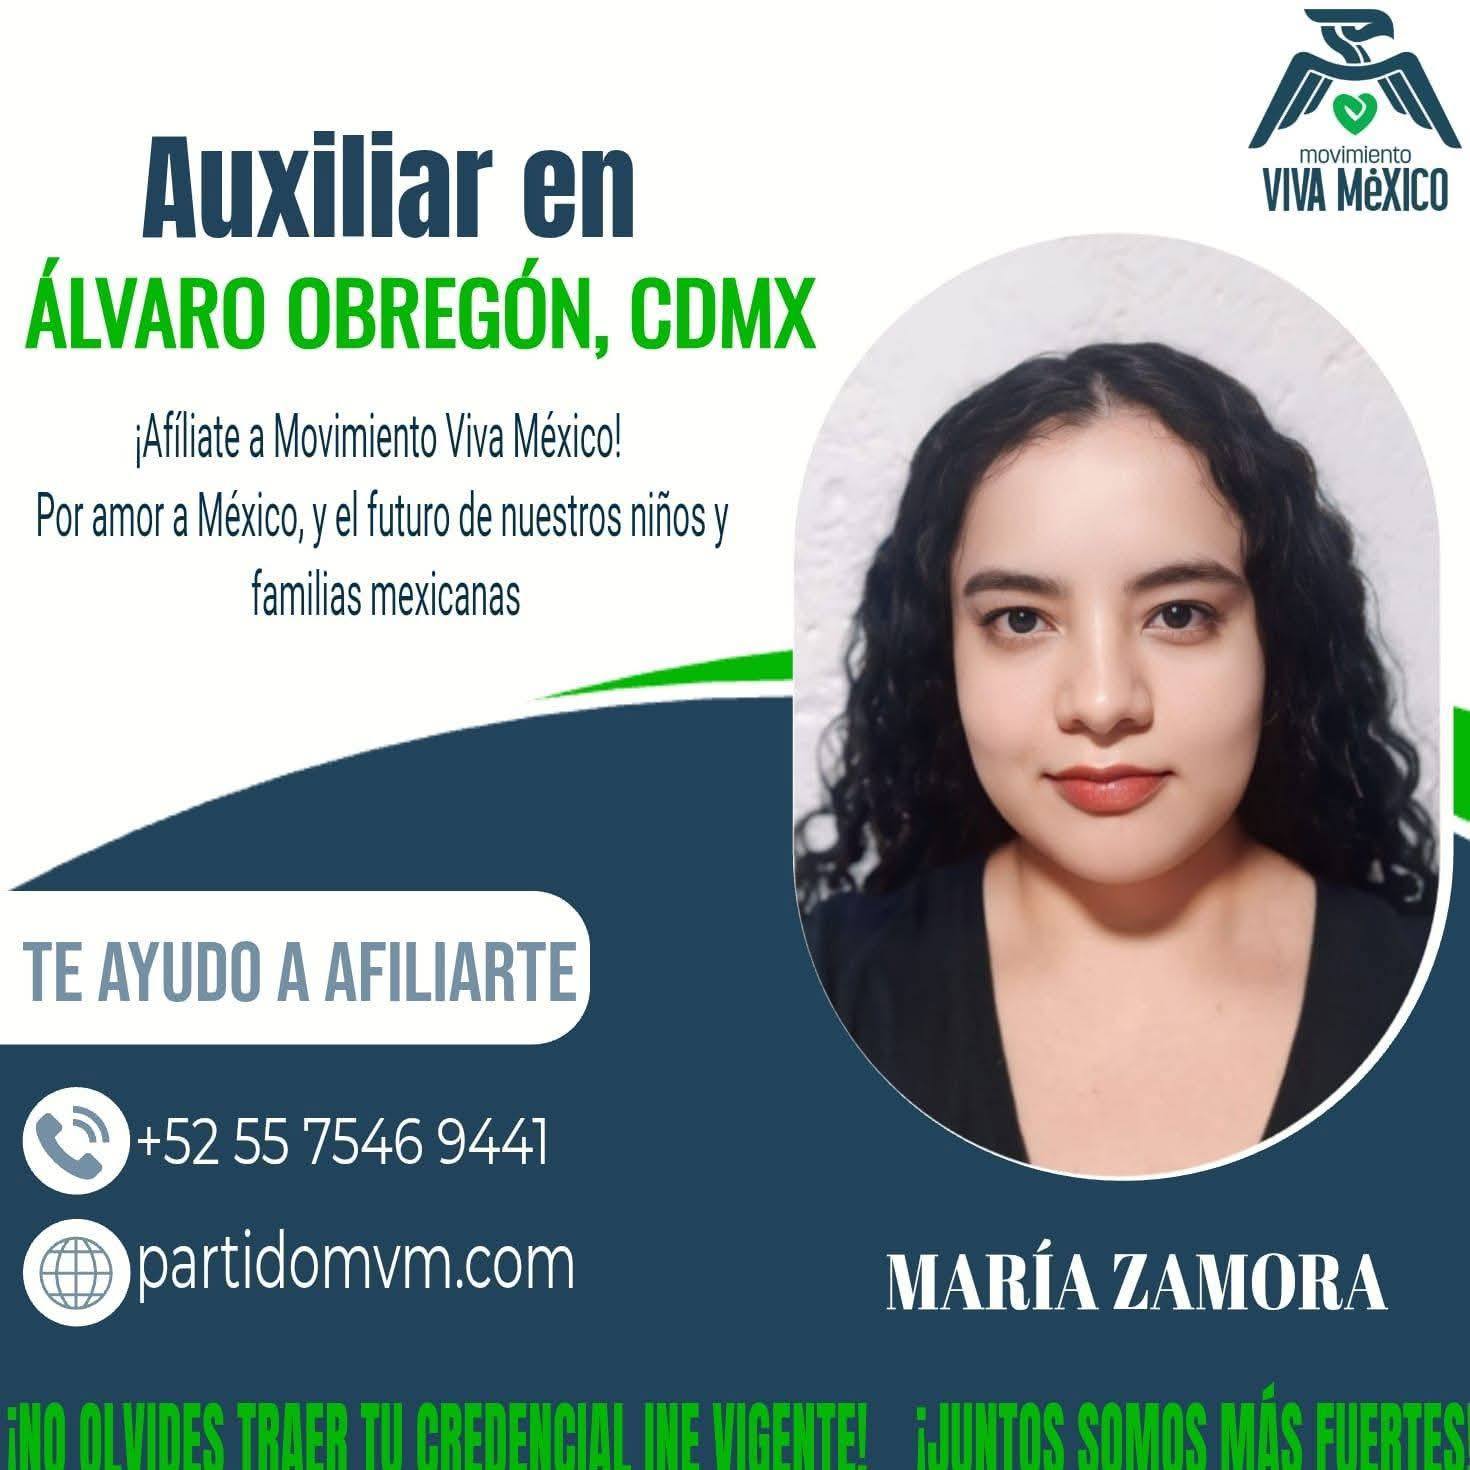 movimiento
VIVA MéXICO
Auxiliar en
ÁLVARO OBREGÓN, CDMX
¡Afíliate a Movimiento Viva México!
Por amor a México, y el futuro de nuestros niños y
familias mexicanas
TE AYUDO A AFILIARTE
+52 55 7546 9441
partidomvm.com
MARÍA ZAMORA
¡NO OLVIDES TRAER TU CREDENCIAL INE VIGENTE! ¡JUNTOS SOMOS MÁS FUERTES!